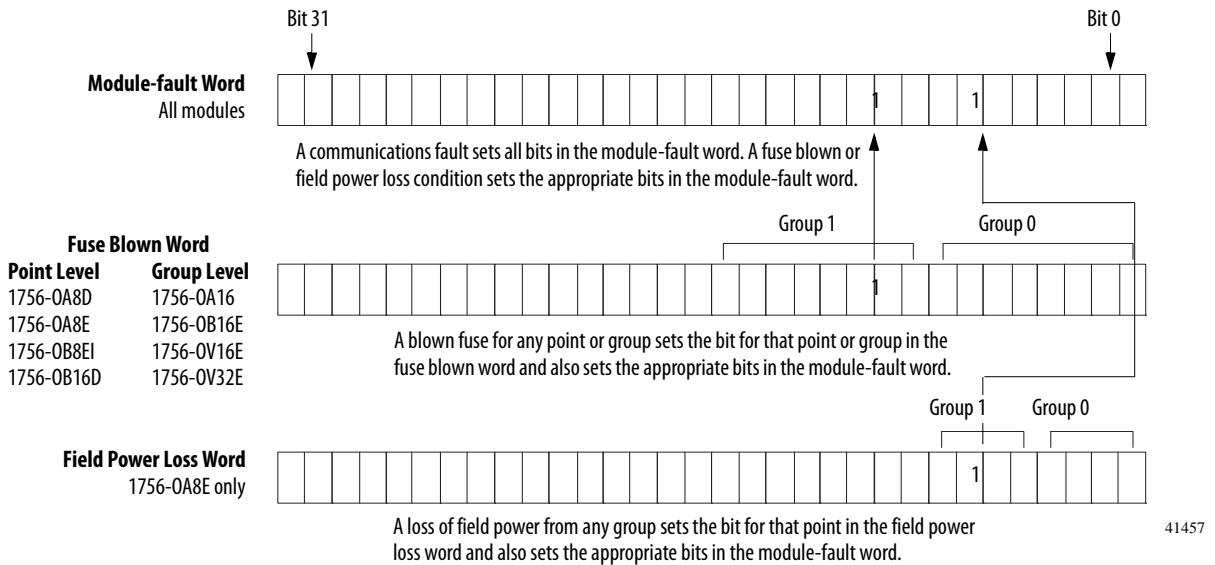 Bit 31 Bit 0
Module-fault Word
All modules
1 1
A communications fault sets all bits in the module-fault word. A fuse blown or
field power loss condition sets the appropriate bits in the module-fault word.
Group 1 Group 0
Fuse Blown Word
Point Level Group Level
1756-OA8D 1756-OA16
1756-OA8E 1756-OB16E
1756-OB8EI 1756-OV16E
1756-OB16D 1756-OV32E
1
A blown fuse for any point or group sets the bit for that point or group in the
fuse blown word and also sets the appropriate bits in the module-fault word.
Group 1 Group 0
Field Power Loss Word
1756-OA8E only
1
A loss of field power from any group sets the bit for that point in the field power
loss word and also sets the appropriate bits in the module-fault word.
41457